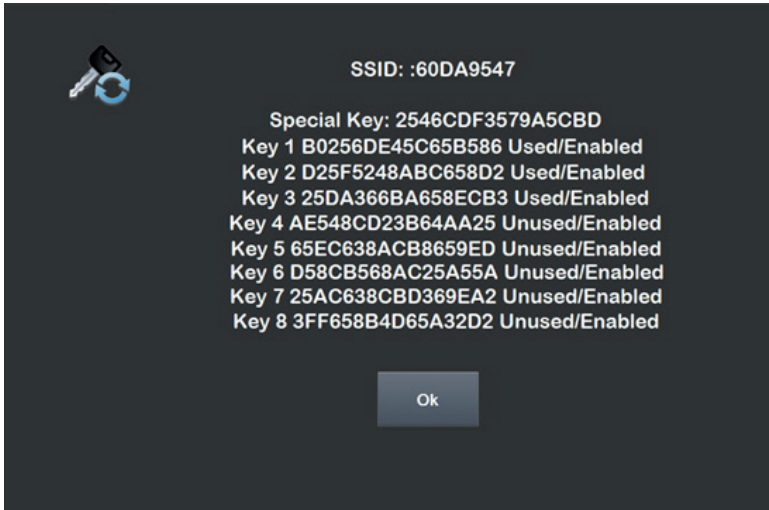 SSID: :60DA9547
Special Key: 2546CDF3579A5CBD
Key 1 B0256DE45C65B586 Used/Enabled
Key 2 D25F5248ABC658D2 Used/Enabled
Key 3 25DA366BA658ECB3 Used/Enabled
Key 4 AE548CD23B64AA25 Unused/Enabled
Key 5 65EC638ACB8659ED Unused/Enabled
Key 6 D58CB568AC25A55A Unused/Enabled
Key 7 25AC638CBD369EA2 Unused/Enabled
Key 8 3FF658B4D65A32D2 Unused/Enabled
Ok